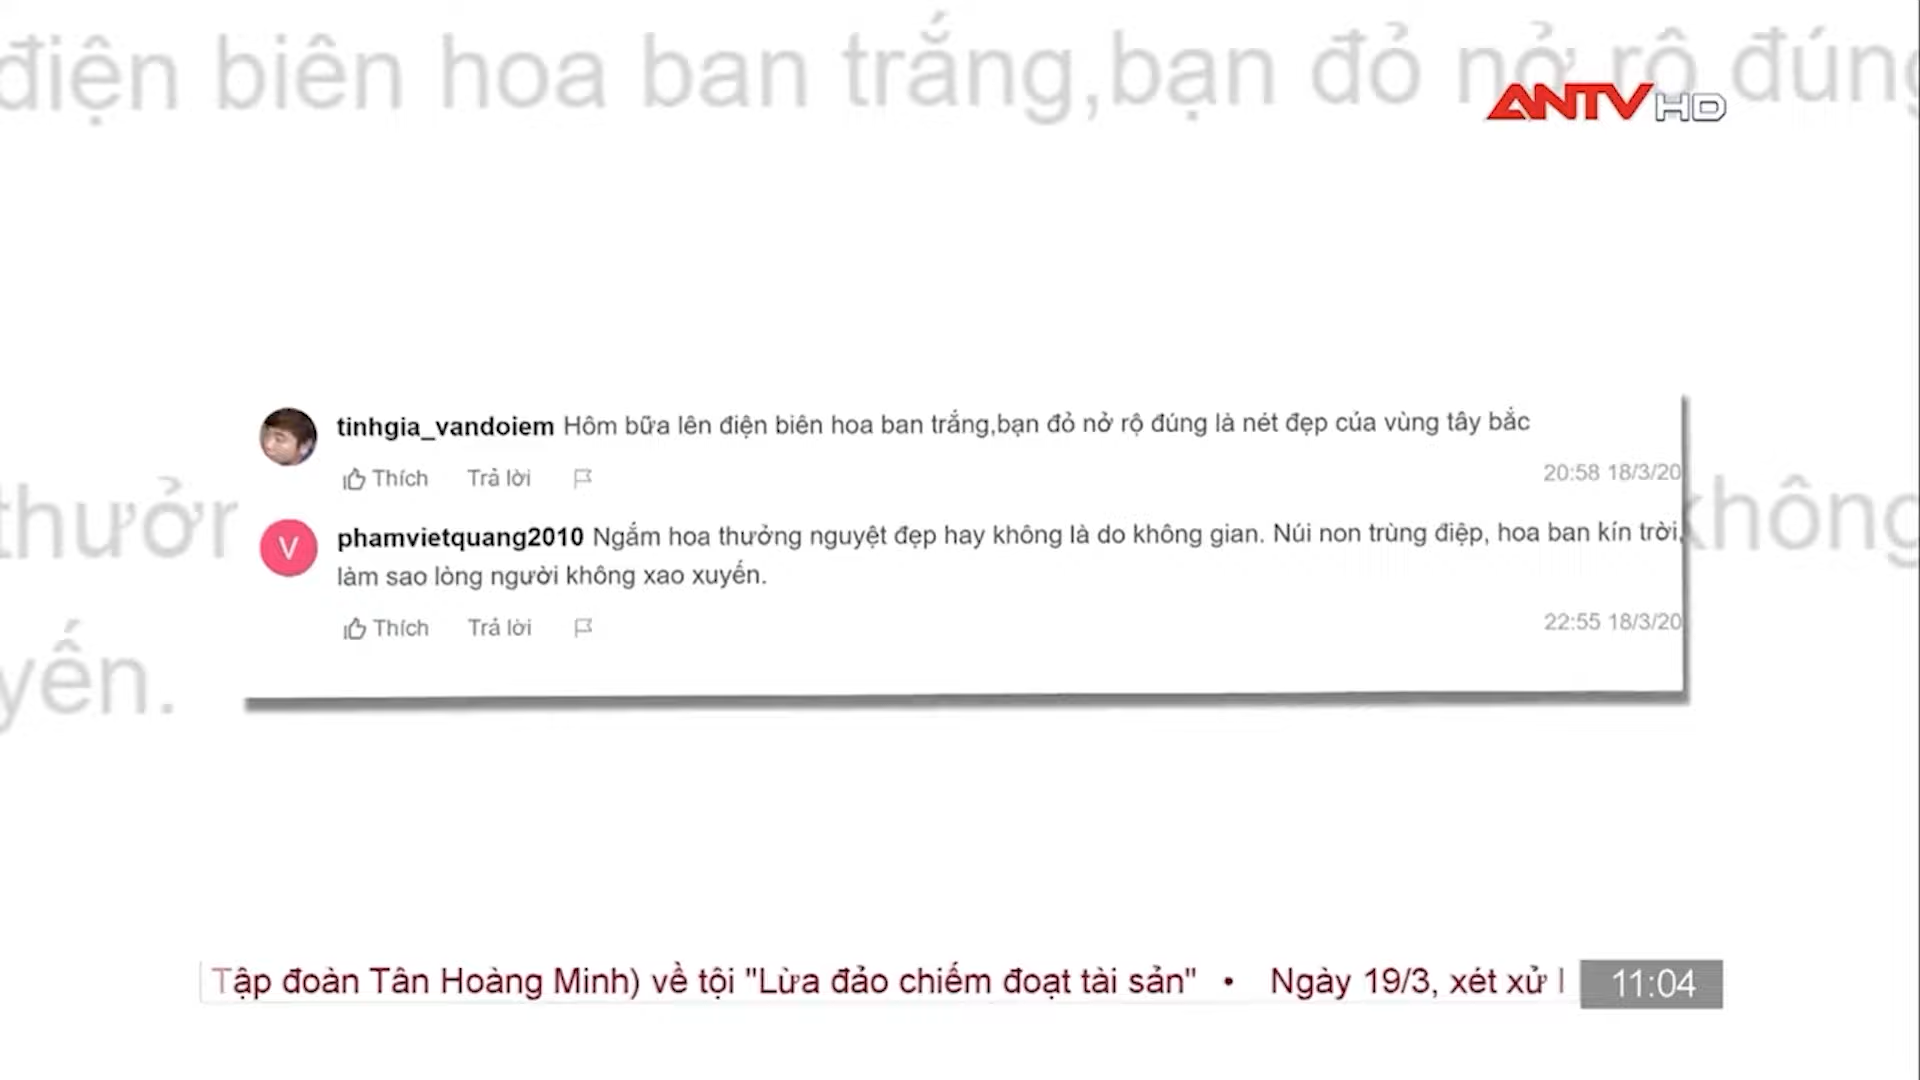 điện biên hoa ban trắng,bạn đỏ nở rộ đúng
ANTV HD
tinhgia_vandoiem Hôm bữa lên điện biên hoa ban trắng,bạn đỏ nở rộ đúng là nét đẹp của vùng tây bắc
Thích Trả lời
20:58 18/3/20
thưởn không
phamvietquang2010 Ngắm hoa thưởng nguyệt đẹp hay không là do không gian. Núi non trùng điệp, hoa ban kín trời,
làm sao lòng người không xao xuyến.
Thích Trả lời
22:55 18/3/20
yến.
Tập đoàn Tân Hoàng Minh) về tội "Lừa đảo chiếm đoạt tài sản" • Ngày 19/3, xét xử
11:04